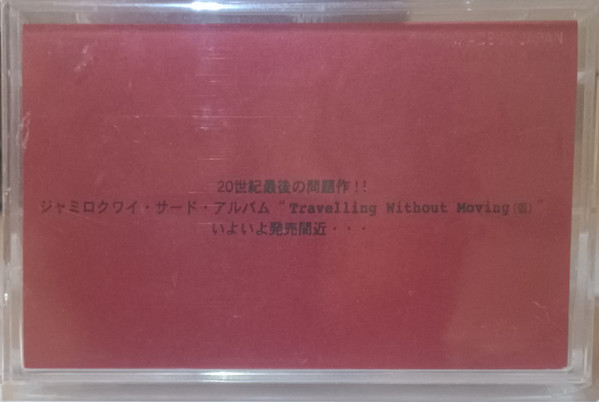 JAPAN
20世紀最後の問題作!!
ジャミロクワイ・サード・アルバム“Travelling Without Moving(仮)”
いよいよ発売間近・・・